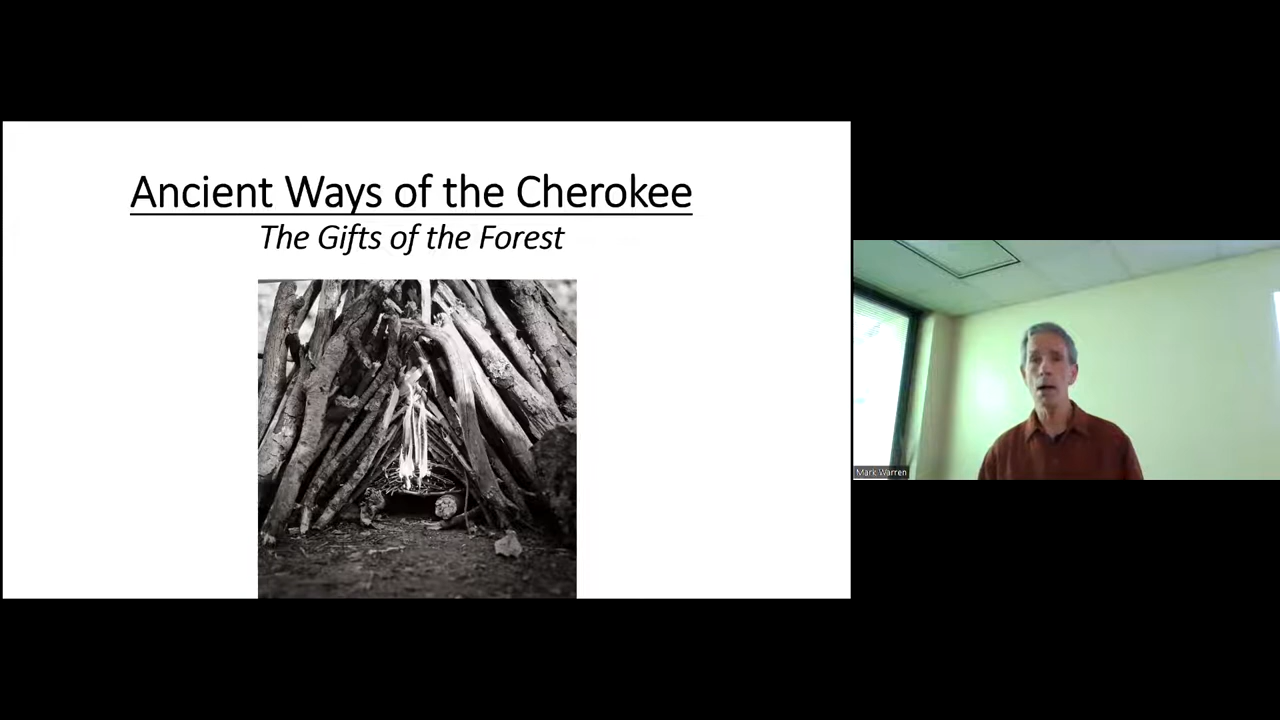 Ancient Ways of the Cherokee
The Gifts of the Forest
Mark Warren